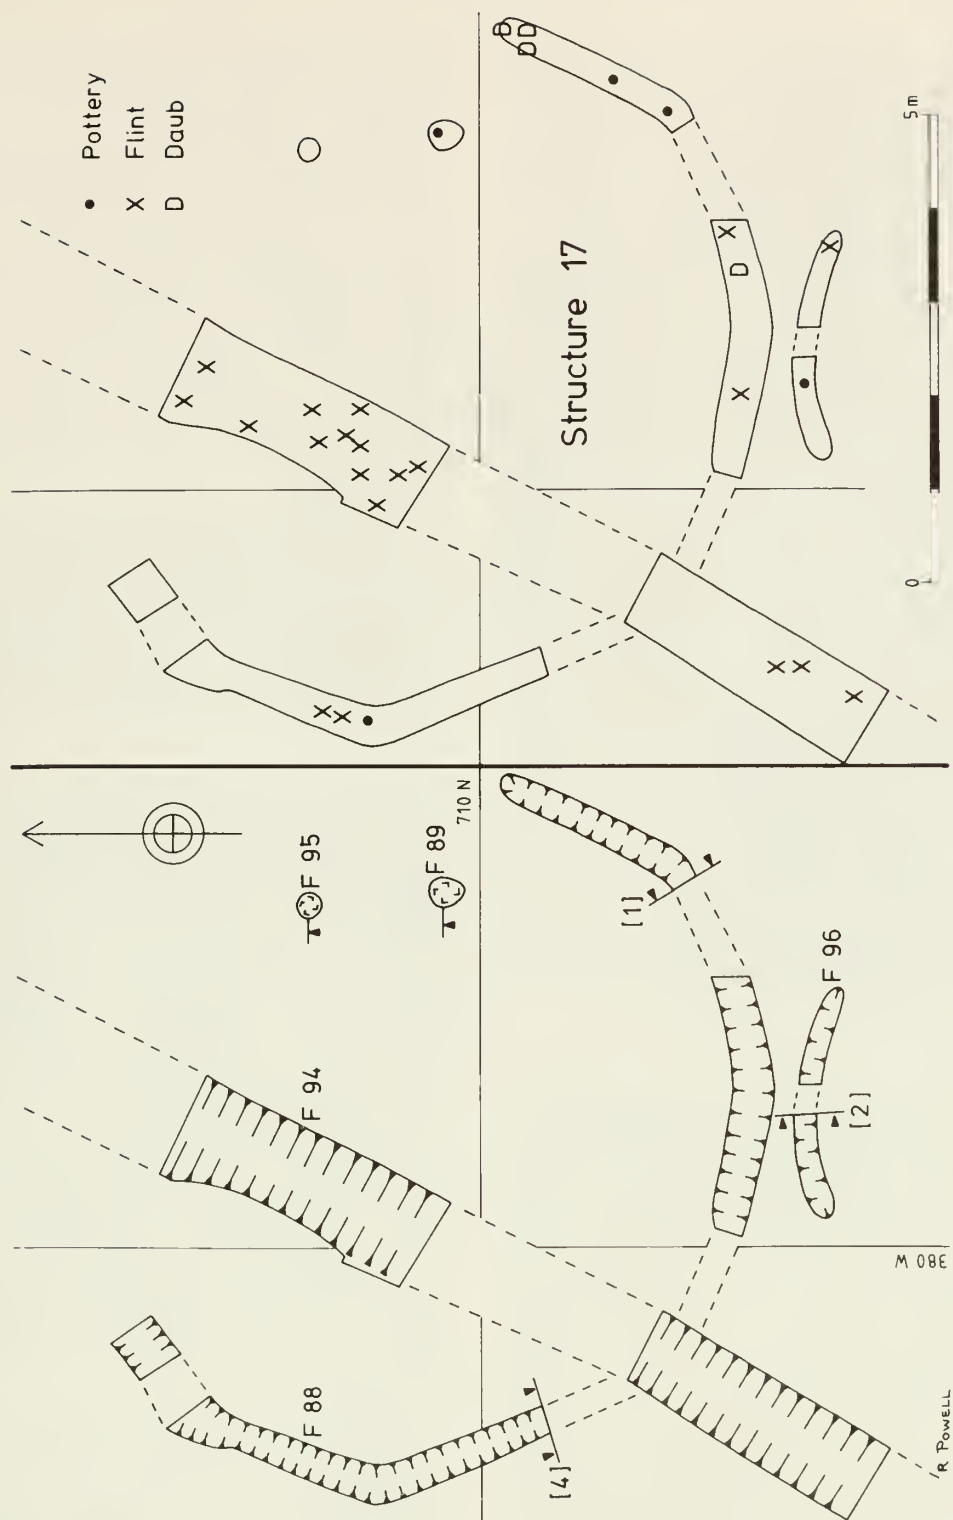 ● Pottery
X Flint
D Daub
D
D D
D
Structure 17
0
5m
F 95
F 89
710 N
F 94
F 88
[1]
F 96
[2]
[4]
380 W
R POWELL